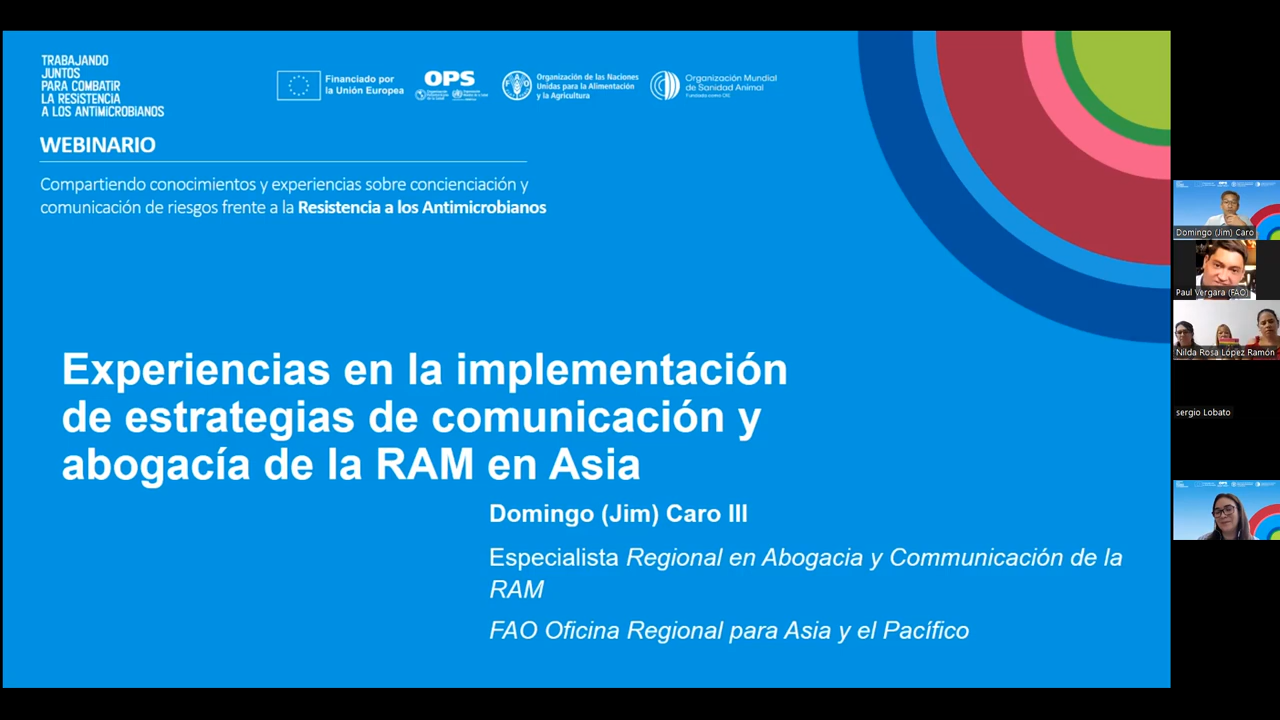 TRABAJANDO
JUNTOS
PARA COMBATIR
LA RESISTENCIA
A LOS ANTIMICROBIANOS
Financiado por
la Unión Europea
OPS
Organización de las Naciones
Unidas para la Alimentación
y la Agricultura
Organización Mundial
de Sanidad Animal
Fundada como OIE
WEBINARIO
Compartiendo conocimientos y experiencias sobre concienciación y
comunicación de riesgos frente a la Resistencia a los Antimicrobianos
Experiencias en la implementación
de estrategias de comunicación y
abogacía de la RAM en Asia
Domingo (Jim) Caro III
Especialista Regional en Abogacia y Communicación de la
RAM
FAO Oficina Regional para Asia y el Pacífico
Domingo (Jim) Caro
Paul Vergara (FAO)
Nilda Rosa López Ramón
sergio Lobato